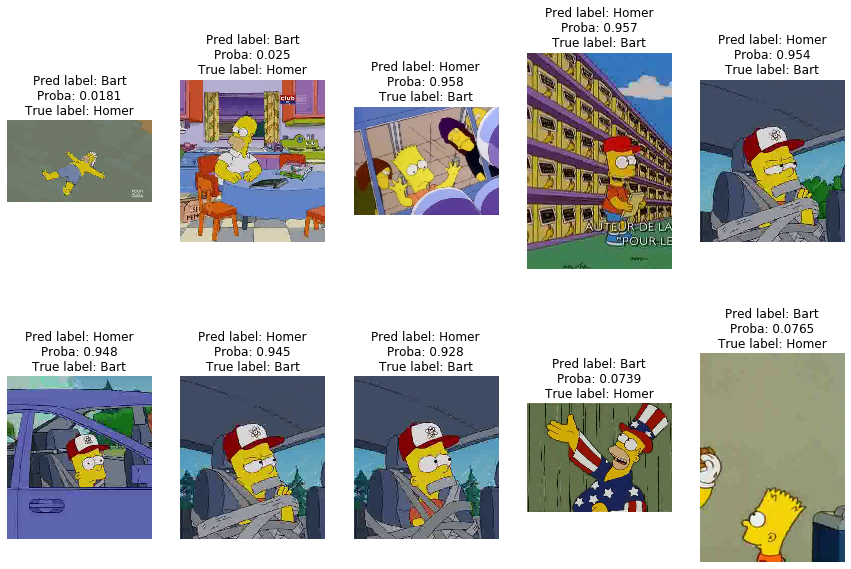 Pred label: Bart
Proba: 0.0181
True label: Homer
Pred label: Bart
Proba: 0.025
True label: Homer
club
Pred label: Homer
Proba: 0.958
True label: Bart
Pred label: Homer
Proba: 0.957
True label: Bart
AUTEUR DE LA
"POUR LE
Pred label: Homer
Proba: 0.954
True label: Bart
Pred label: Homer
Proba: 0.948
True label: Bart
Pred label: Homer
Proba: 0.945
True label: Bart
Pred label: Homer
Proba: 0.928
True label: Bart
Pred label: Bart
Proba: 0.0739
True label: Homer
Pred label: Bart
Proba: 0.0765
True label: Homer